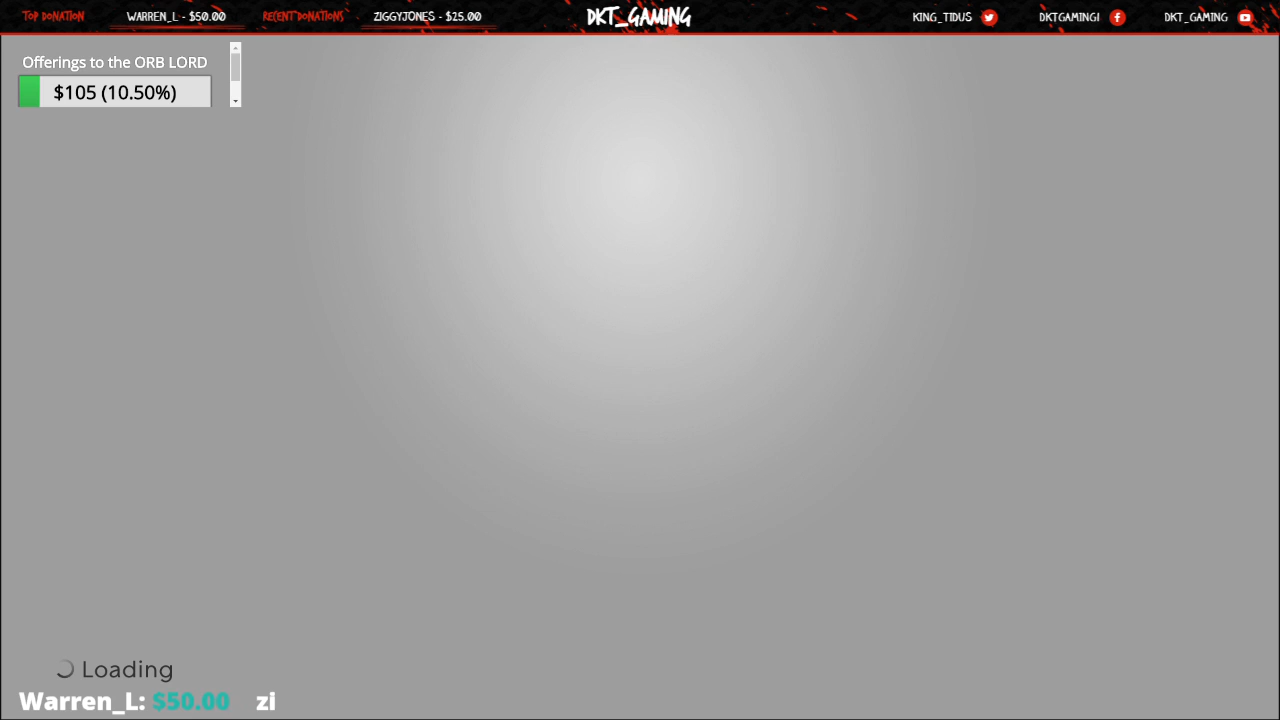 TOP DONATION WARREN_L - $50.00 RECENT DONATIONS ZIGGYJONES - $25.00 DKT_GAMING KING_TIDUS DKTGAMING1 DKT_GAMING
Offerings to the ORB LORD
$105 (10.50%)
Loading
Warren_L: $50.00 zi